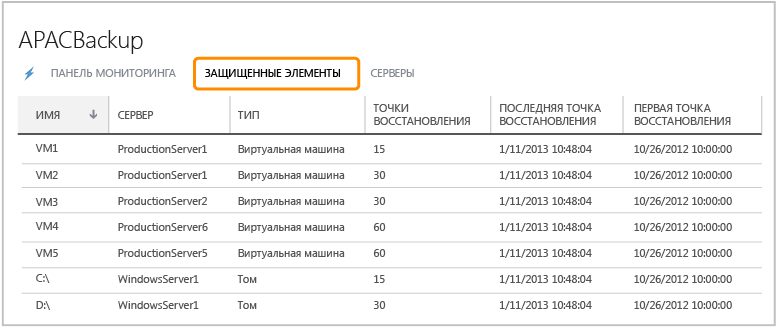 APACBackup
ПАНЕЛЬ МОНИТОРИНГА ЗАЩИЩЕННЫЕ ЭЛЕМЕНТЫ СЕРВЕРЫ
ИМЯ СЕРВЕР ТИП ТОЧКИ ВОССТАНОВЛЕНИЯ ПОСЛЕДНЯЯ ТОЧКА ВОССТАНОВЛЕНИЯ ПЕРВАЯ ТОЧКА ВОССТАНОВЛЕНИЯ
VM1 ProductionServer1 Виртуальная машина 15 1/11/2013 10:48:04 10/26/2012 10:00:00
VM2 ProductionServer1 Виртуальная машина 30 1/11/2013 10:48:04 10/26/2012 10:00:00
VM3 ProductionServer2 Виртуальная машина 30 1/11/2013 10:48:04 10/26/2012 10:00:00
VM4 ProductionServer6 Виртуальная машина 60 1/11/2013 10:48:04 10/26/2012 10:00:00
VM5 ProductionServer5 Виртуальная машина 60 1/11/2013 10:48:04 10/26/2012 10:00:00
C:\ WindowsServer1 Том 15 1/11/2013 10:48:04 10/26/2012 10:00:00
D:\ WindowsServer1 Том 30 1/11/2013 10:48:04 10/26/2012 10:00:00